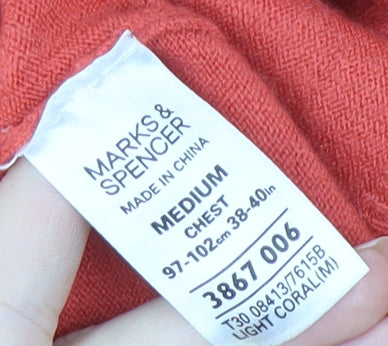 MARKS &
SPENCER
MADE IN CHINA
MEDIUM
CHEST
97-102cm 38-40in
3867 006
T30 08413/7615B
LIGHT CORAL(M)